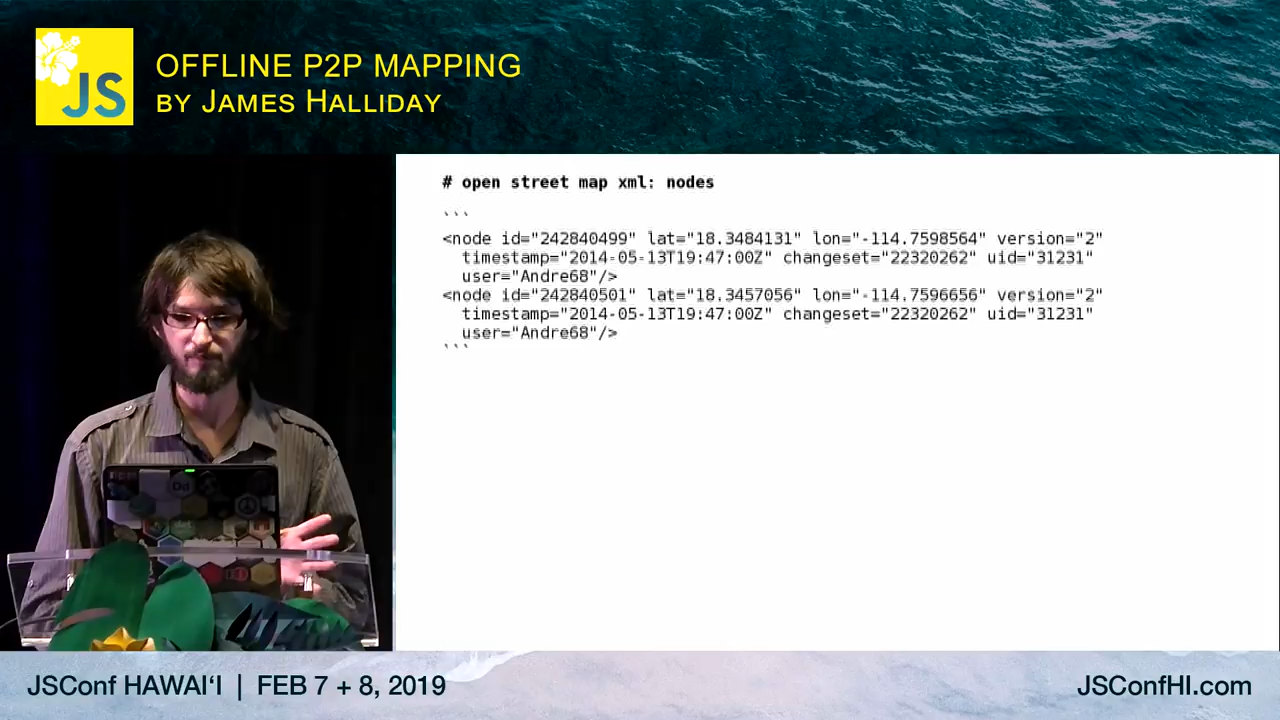 JS
OFFLINE P2P MAPPING
BY JAMES HALLIDAY
# open street map xml: nodes
```
<node id="242840499" lat="18.3484131" lon="-114.7598564" version="2"
timestamp="2014-05-13T19:47:00Z" changeset="22320262" uid="31231"
user="Andre68"/>
<node id="242840501" lat="18.3457056" lon="-114.7596656" version="2"
timestamp="2014-05-13T19:47:00Z" changeset="22320262" uid="31231"
user="Andre68"/>
```
Dd
dat
JSConf HAWAIʻI | FEB 7 + 8, 2019
JSConfHI.com